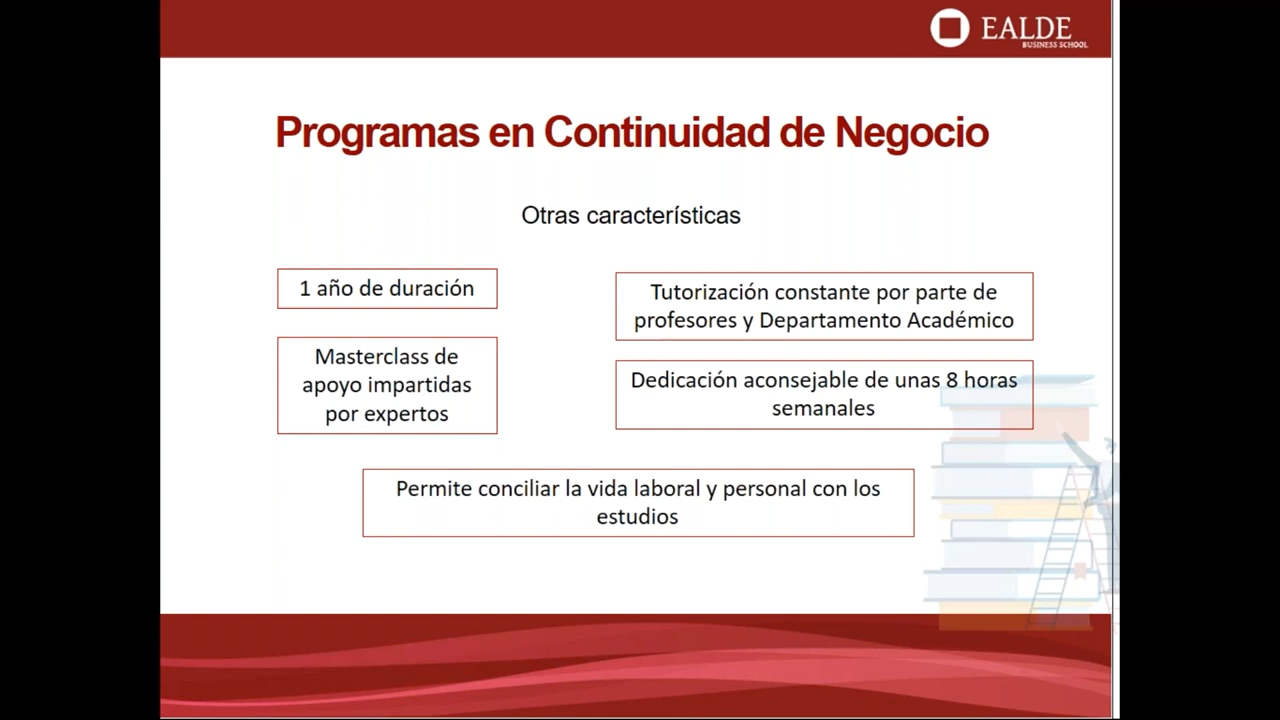 EALDE
BUSINESS SCHOOL
Programas en Continuidad de Negocio
Otras características
1 año de duración
Tutorización constante por parte de
profesores y Departamento Académico
Masterclass de
apoyo impartidas
por expertos
Dedicación aconsejable de unas 8 horas
semanales
Permite conciliar la vida laboral y personal con los
estudios